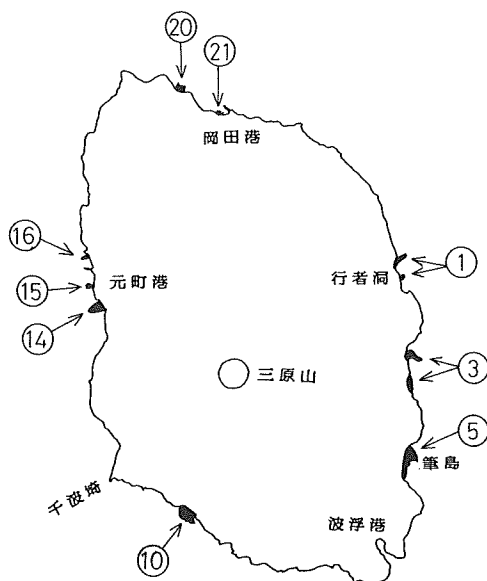 ⑳
㉑
岡田港
⑯
元町港
行者洞
①
⑮
⑭
三原山
③
⑤
筆島
千波埼
波浮港
⑩